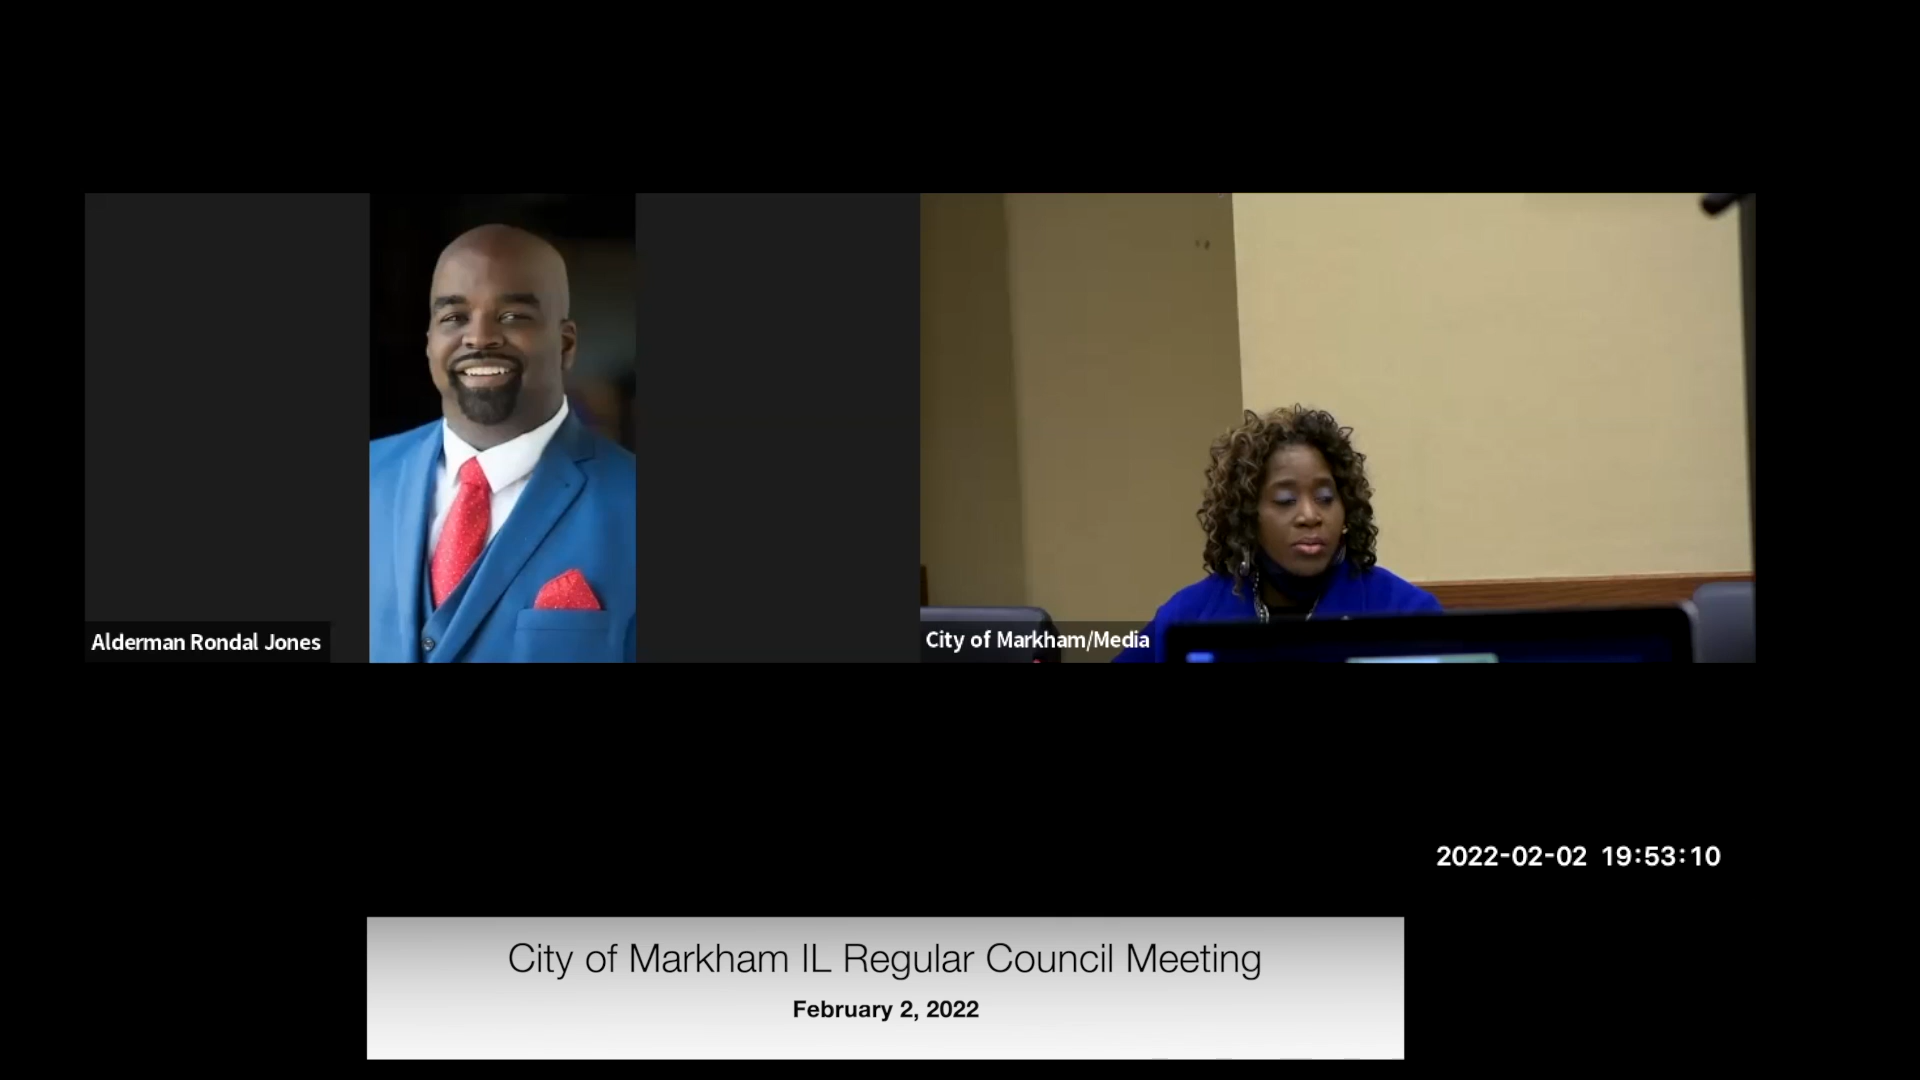 Alderman Rondal Jones
City of Markham/Media
2022-02-02 19:53:10
City of Markham IL Regular Council Meeting
February 2, 2022